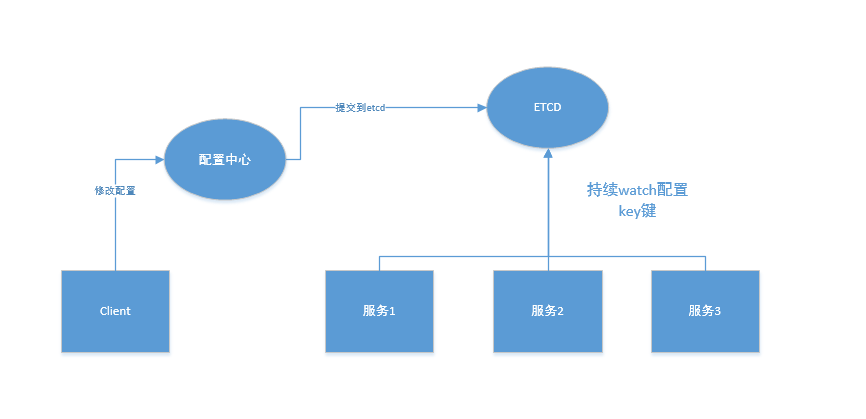 ETCD
提交到etcd
配置中心
修改配置
持续watch配置
key键
Client
服务1
服务2
服务3